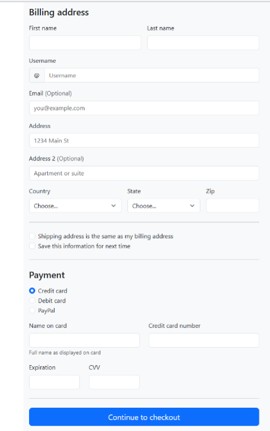 Billing address
First name Last name
Username
@ Username
Email (Optional)
you@example.com
Address
1234 Main St
Address 2 (Optional)
Apartment or suite
Country State Zip
Choose... Choose...
Shipping address is the same as my billing address
Save this information for next time
Payment
Credit card
Debit card
PayPal
Name on card Credit card number
Full name as displayed on card
Expiration CVV
Continue to checkout